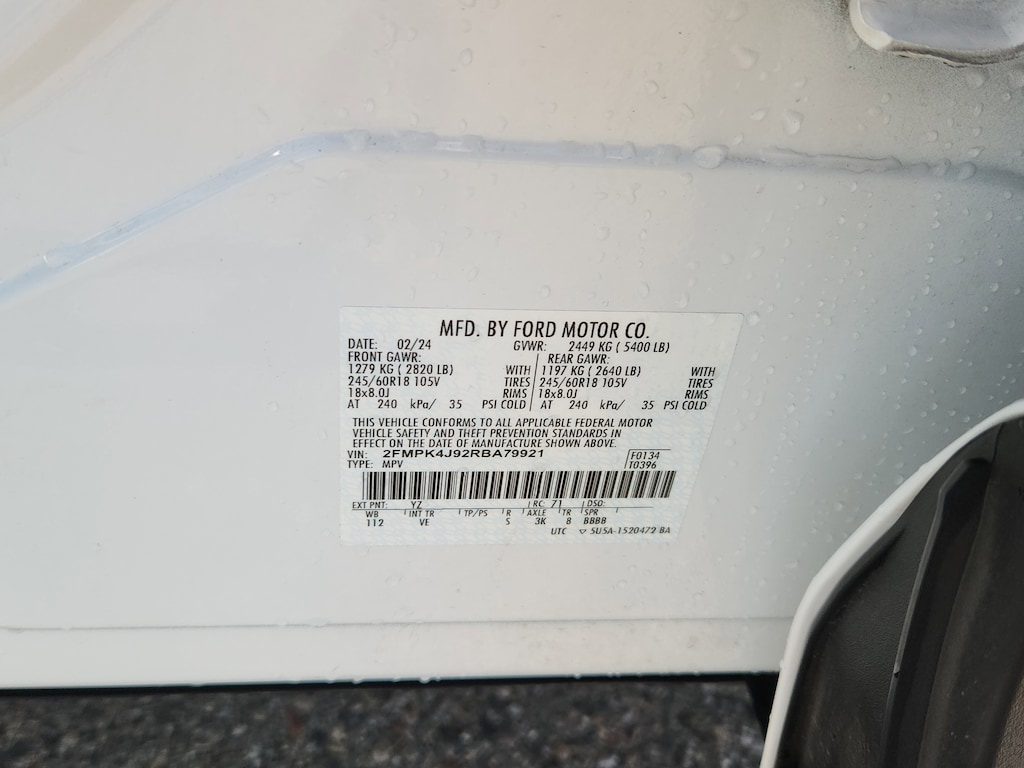 MFD. BY FORD MOTOR CO.
DATE: 02/24 GVWR: 2449 KG ( 5400 LB)
FRONT GAWR: REAR GAWR:
1279 KG ( 2820 LB) WITH 1197 KG ( 2640 LB) WITH
245/60R18 105V TIRES 245/60R18 105V TIRES
18x8.0J RIMS 18x8.0J RIMS
AT 240 kPa/ 35 PSI COLD AT 240 kPa/ 35 PSI COLD
THIS VEHICLE CONFORMS TO ALL APPLICABLE FEDERAL MOTOR
VEHICLE SAFETY AND THEFT PREVENTION STANDARDS IN
EFFECT ON THE DATE OF MANUFACTURE SHOWN ABOVE.
VIN: 2FMPK4J92RBA79921 F0134
TYPE: MPV T0396
EXT PNT: YZ RC: 71 DSO:
WB INT TR TP/PS R AXLE TR SPR
112 VE S 3K 8 BBBB
UTC ▽ 5U5A-1520472 BA